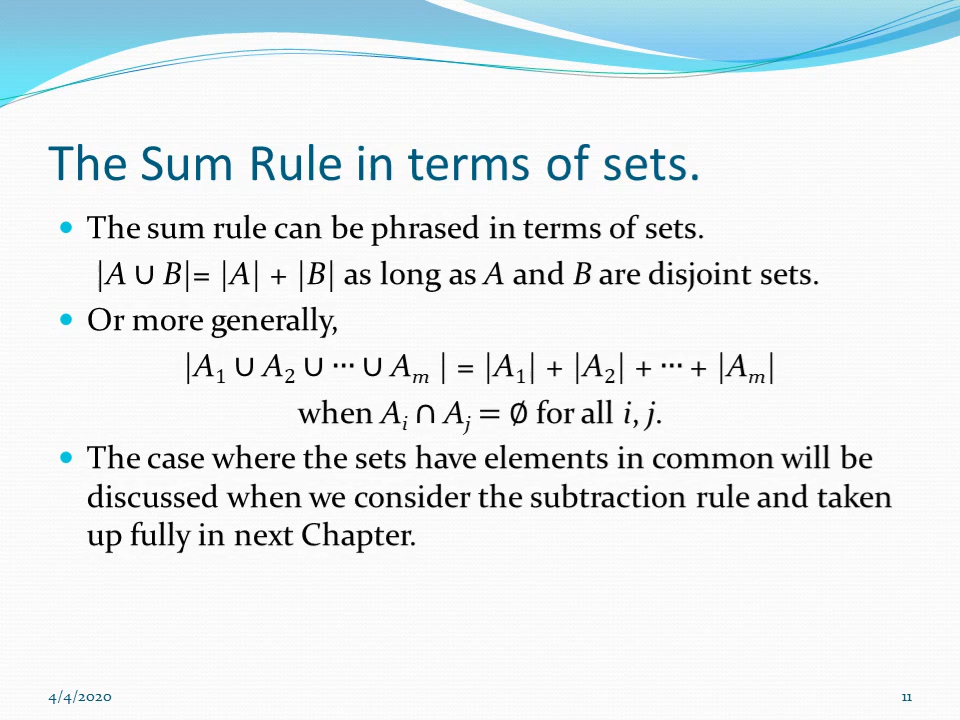 The Sum Rule in terms of sets.
The sum rule can be phrased in terms of sets.
|A ∪ B|= |A| + |B| as long as A and B are disjoint sets.
Or more generally,
|A₁ ∪ A₂ ∪ ⋯ ∪ Aₘ | = |A₁| + |A₂| + ⋯ + |Aₘ|
when Aᵢ ∩ Aⱼ = ∅ for all i, j.
The case where the sets have elements in common will be
discussed when we consider the subtraction rule and taken
up fully in next Chapter.
4/4/2020
11